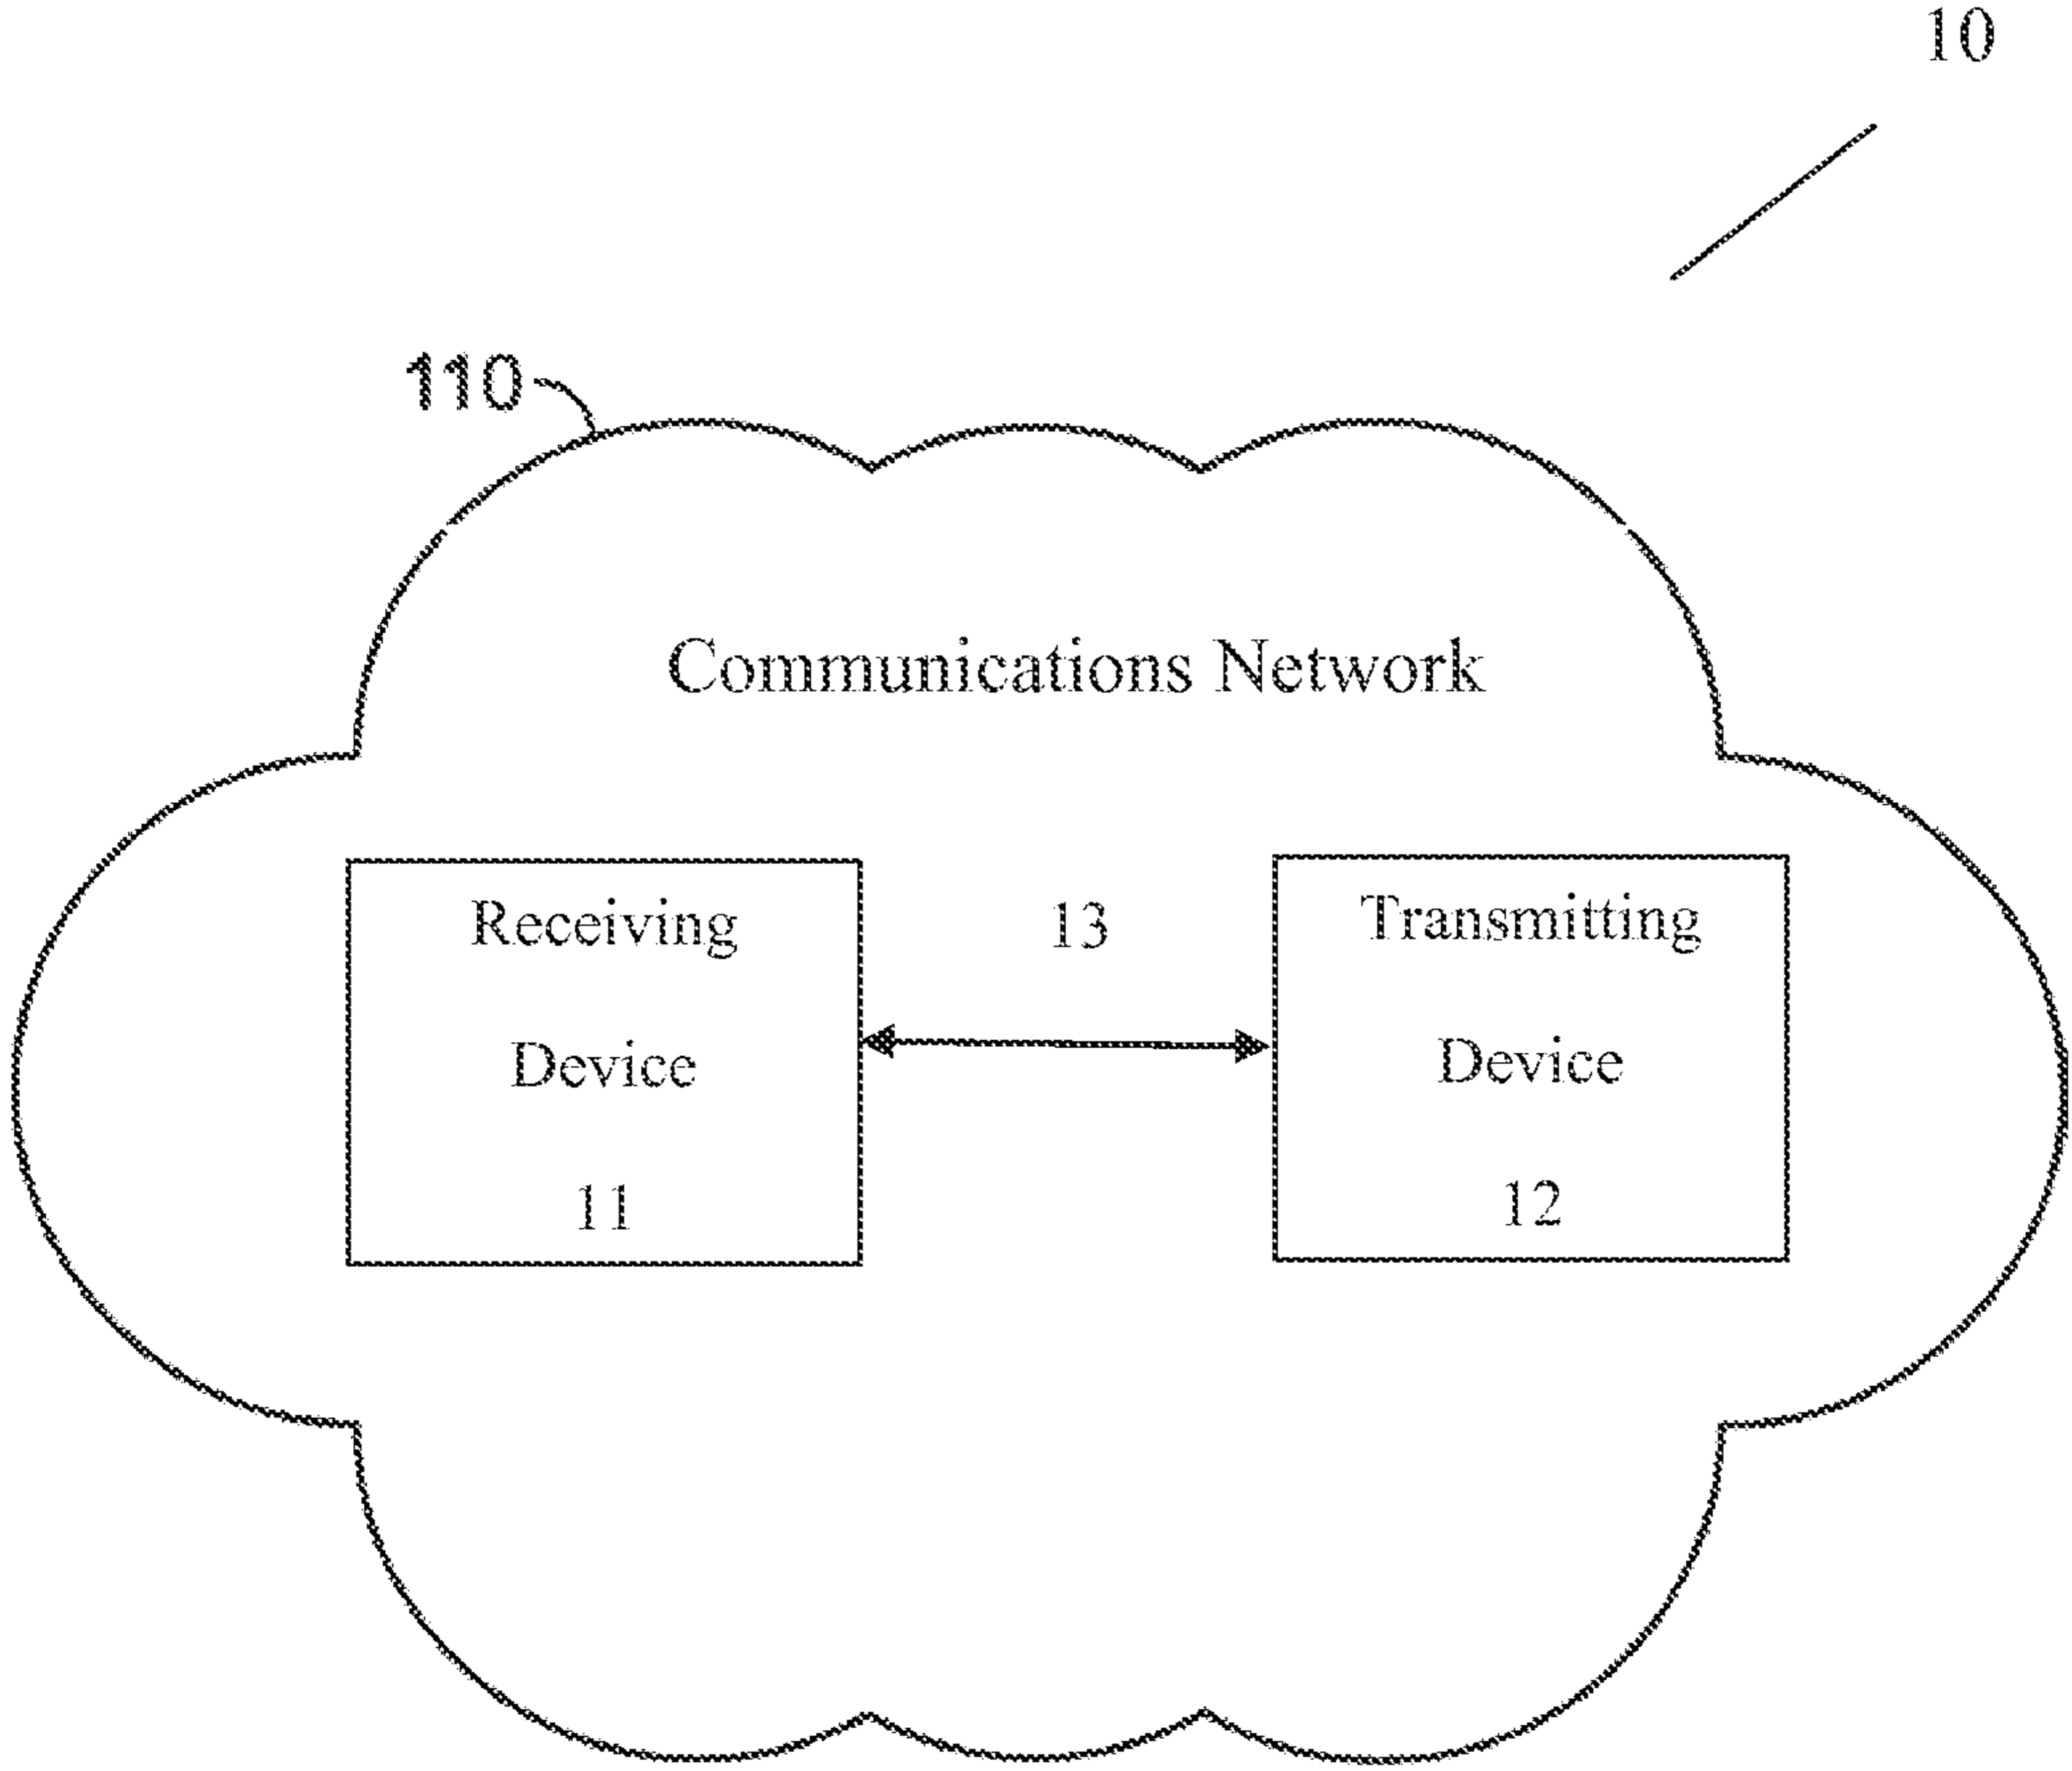 10
110
Communications Network
Receiving
Device
11
13
Transmitting
Device
12